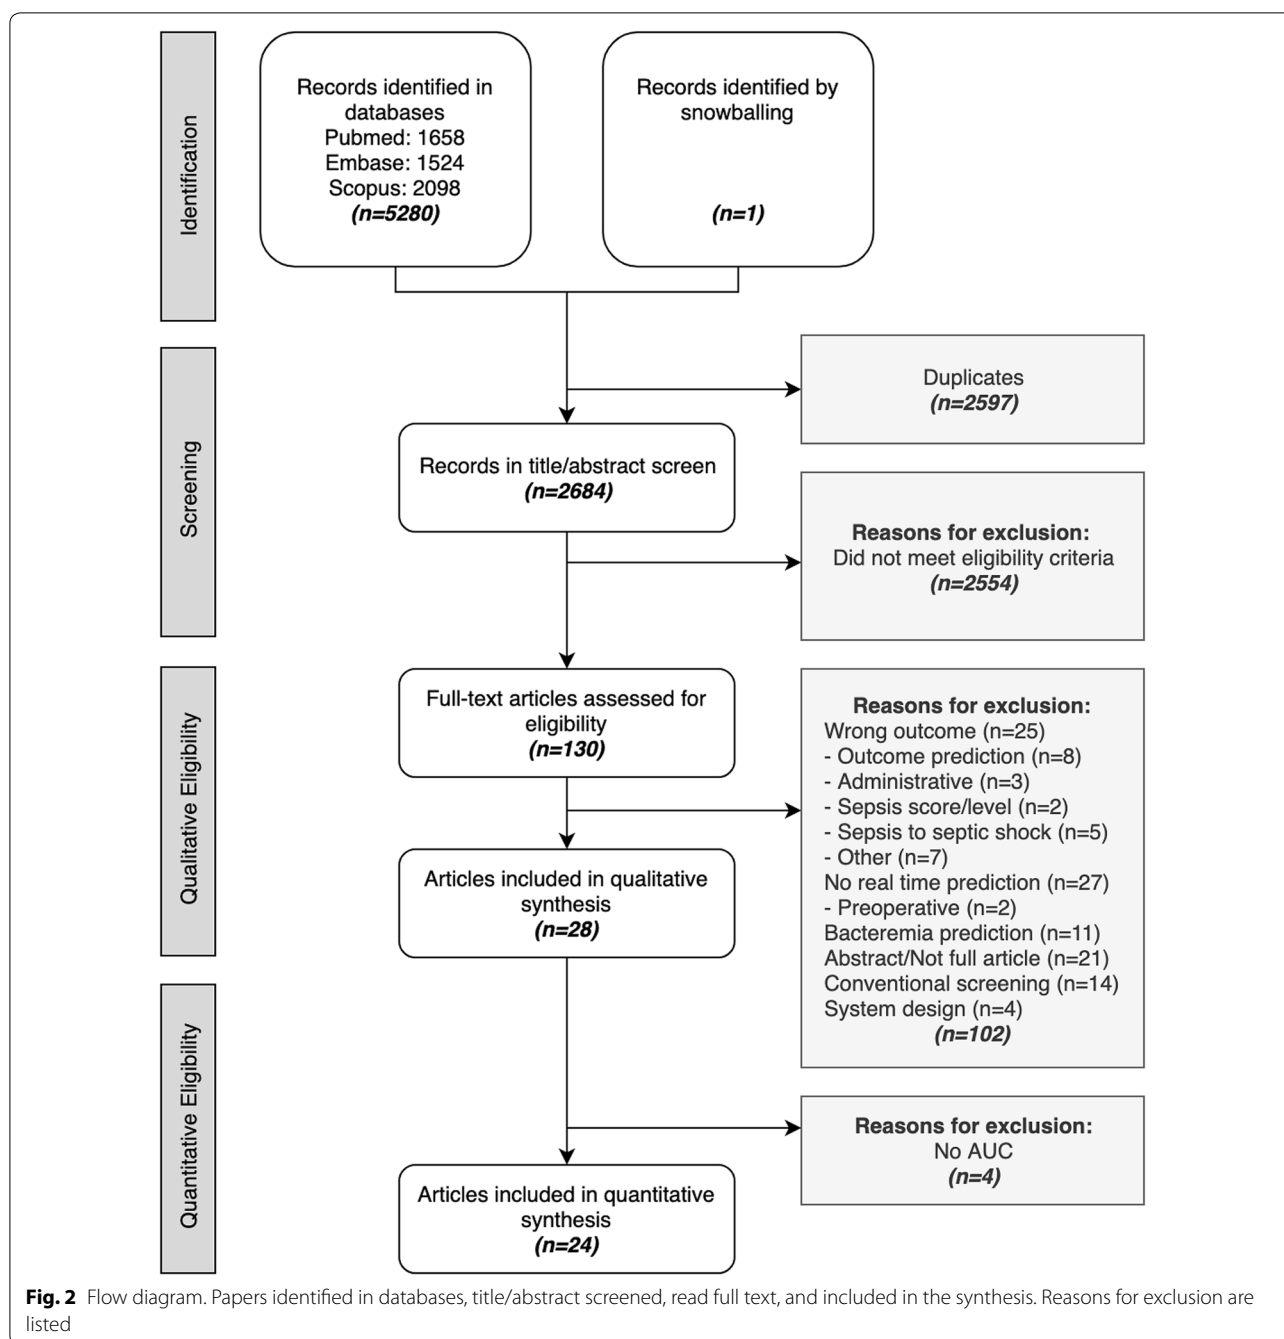 Identification
Records identified in
databases
Pubmed: 1658
Embase: 1524
Scopus: 2098
(n=5280)
Records identified by
snowballing
(n=1)
Screening
Duplicates
(n=2597)
Records in title/abstract screen
(n=2684)
Reasons for exclusion:
Did not meet eligibility criteria
(n=2554)
Qualitative Eligibility
Full-text articles assessed for
eligibility
(n=130)
Reasons for exclusion:
Wrong outcome (n=25)
- Outcome prediction (n=8)
- Administrative (n=3)
- Sepsis score/level (n=2)
- Sepsis to septic shock (n=5)
- Other (n=7)
No real time prediction (n=27)
- Preoperative (n=2)
Bacteremia prediction (n=11)
Abstract/Not full article (n=21)
Conventional screening (n=14)
System design (n=4)
(n=102)
Articles included in qualitative
synthesis
(n=28)
Quantitative Eligibility
Reasons for exclusion:
No AUC
(n=4)
Articles included in quantitative
synthesis
(n=24)
Fig. 2 Flow diagram. Papers identified in databases, title/abstract screened, read full text, and included in the synthesis. Reasons for exclusion are
listed